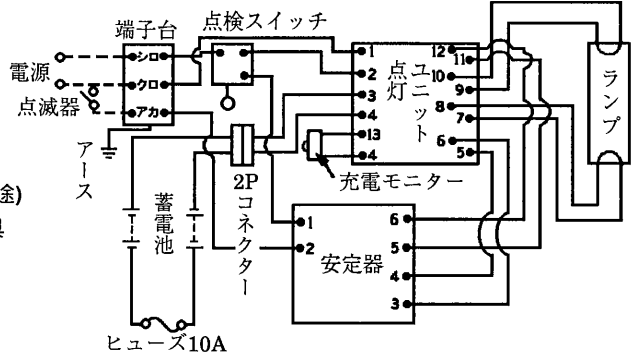 端子台
点検スイッチ
電源
点滅器
シロ
クロ
アカ
アース
1
2
3
4
13
4
点灯
ユニット
12
11
10
9
8
7
6
5
ランプ
2Pコネクター
充電モニター
蓄電池
1
2
安定器
6
5
4
3
ヒューズ10A
途)